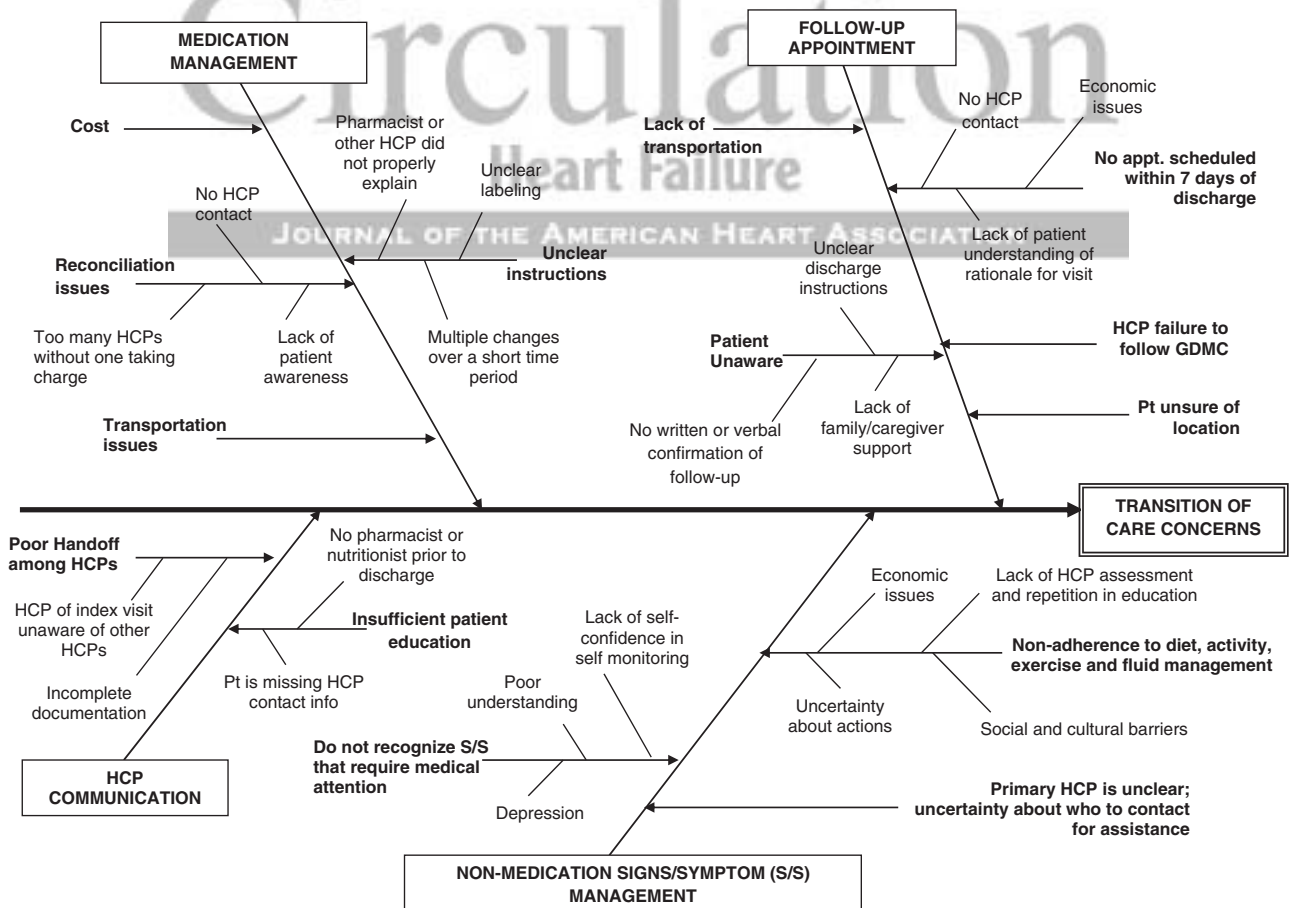 Circulation
Heart Failure
JOURNAL OF THE AMERICAN HEART ASSOCIATION
MEDICATION
MANAGEMENT
Cost
Pharmacist or
other HCP did
not properly
explain
Unclear
labeling
No HCP
contact
Reconciliation
issues
Unclear
instructions
Too many HCPs
without one taking
charge
Lack of
patient
awareness
Multiple changes
over a short time
period
Transportation
issues
FOLLOW-UP
APPOINTMENT
Lack of
transportation
No HCP
contact
Economic
issues
No appt. scheduled
within 7 days of
discharge
Lack of patient
understanding of
rationale for visit
Unclear
discharge
instructions
Patient
Unaware
HCP failure to
follow GDMC
No written or verbal
confirmation of
follow-up
Lack of
family/caregiver
support
Pt unsure of
location
TRANSITION OF
CARE CONCERNS
Poor Handoff
among HCPs
No pharmacist or
nutritionist prior to
discharge
HCP of index visit
unaware of other
HCPs
Insufficient patient
education
Incomplete
documentation
Pt is missing HCP
contact info
HCP
COMMUNICATION
Economic
issues
Lack of HCP assessment
and repetition in education
Lack of self-
confidence in
self monitoring
Non-adherence to diet, activity,
exercise and fluid management
Poor
understanding
Uncertainty
about actions
Social and cultural barriers
Do not recognize S/S
that require medical
attention
Depression
Primary HCP is unclear;
uncertainty about who to contact
for assistance
NON-MEDICATION SIGNS/SYMPTOM (S/S)
MANAGEMENT